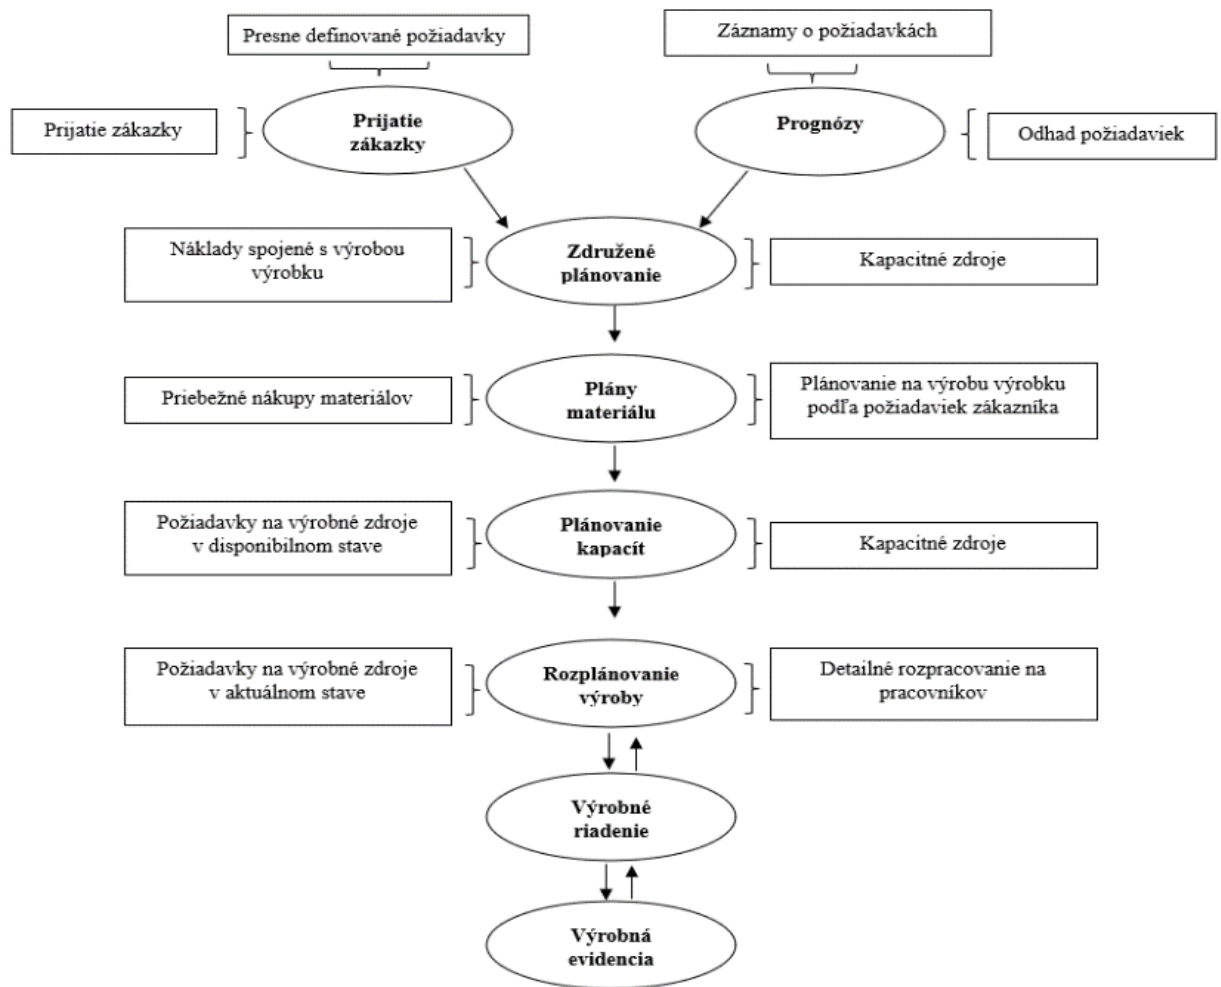 Presne definované požiadavky
Záznamy o požiadavkách
Prijatie zákazky
Prijatie
zákazky
Prognózy
Odhad požiadaviek
Náklady spojené s výrobou
výrobku
Združené
plánovanie
Kapacitné zdroje
Priebežné nákupy materiálov
Plány
materiálu
Plánovanie na výrobu výrobku
podľa požiadaviek zákazníka
Požiadavky na výrobné zdroje
v disponibilnom stave
Plánovanie
kapacít
Kapacitné zdroje
Požiadavky na výrobné zdroje
v aktuálnom stave
Rozplánovanie
výroby
Detailné rozpracovanie na
pracovníkov
Výrobné
riadenie
Výrobná
evidencia